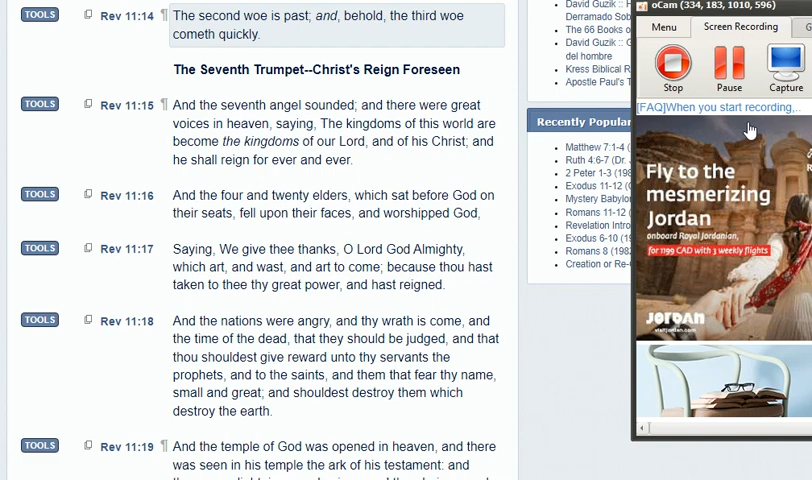 TOOLS Rev 11:14 ¶ The second woe is past; and, behold, the third woe
cometh quickly.
The Seventh Trumpet--Christ's Reign Foreseen
TOOLS Rev 11:15 ¶ And the seventh angel sounded; and there were great
voices in heaven, saying, The kingdoms of this world are
become the kingdoms of our Lord, and of his Christ; and
he shall reign for ever and ever.
TOOLS Rev 11:16 And the four and twenty elders, which sat before God on
their seats, fell upon their faces, and worshipped God,
TOOLS Rev 11:17 Saying, We give thee thanks, O Lord God Almighty,
which art, and wast, and art to come; because thou hast
taken to thee thy great power, and hast reigned.
TOOLS Rev 11:18 And the nations were angry, and thy wrath is come, and
the time of the dead, that they should be judged, and that
thou shouldest give reward unto thy servants the
prophets, and to the saints, and them that fear thy name,
small and great; and shouldest destroy them which
destroy the earth.
TOOLS Rev 11:19 ¶ And the temple of God was opened in heaven, and there
was seen in his temple the ark of his testament: and
David Guzik ::
Derramado Sob
The 66 Books o
David Guzik ::
del hombre
Kress Biblical R
Apostle Paul's T
Recently Popular
Matthew 7:1-4 (
Ruth 4:6-7 (Dr.
2 Peter 1-3 (198
Exodus 11-12 (
Mystery Babylon
Romans 11-12
Revelation Intro
Exodus 6-10 (19
Romans 8 (1982
Creation or Re-
oCam (334, 183, 1010, 596)
Menu Screen Recording
Stop Pause Capture
[FAQ]When you start recording,..
Fly to the
mesmerizing
Jordan
onboard Royal Jordanian,
for 1199 CAD with 3 weekly flights
JORDAN
visitjordan.com